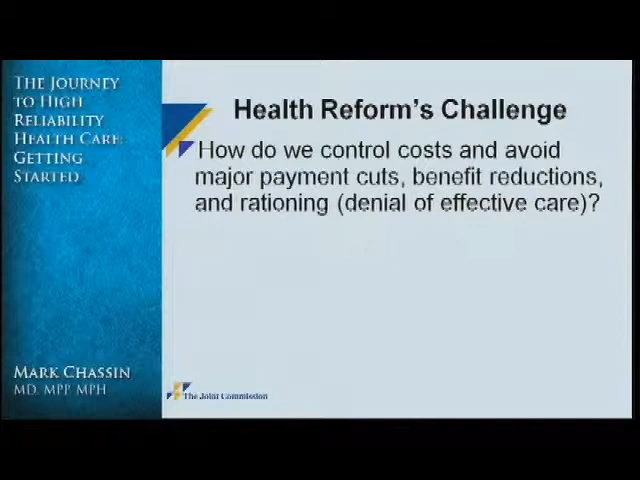 THE JOURNEY
TO HIGH
RELIABILITY
HEALTH CARE:
GETTING
STARTED
Health Reform's Challenge
How do we control costs and avoid
major payment cuts, benefit reductions,
and rationing (denial of effective care)?
MARK CHASSIN
MD, MPP, MPH
The Joint Commission